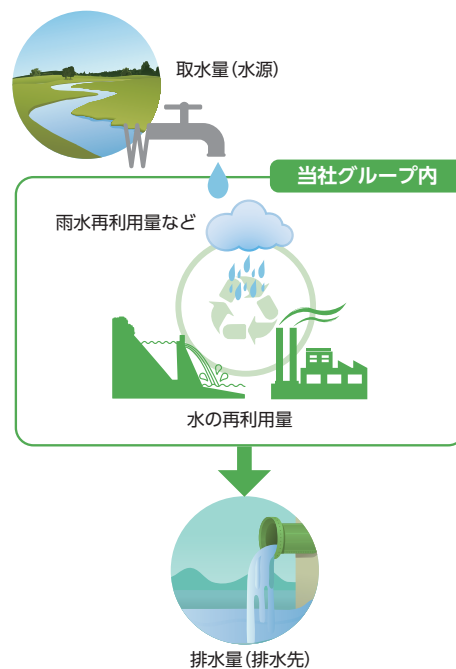 取水量(水源)
当社グループ内
雨水再利用量など
水の再利用量
排水量(排水先)